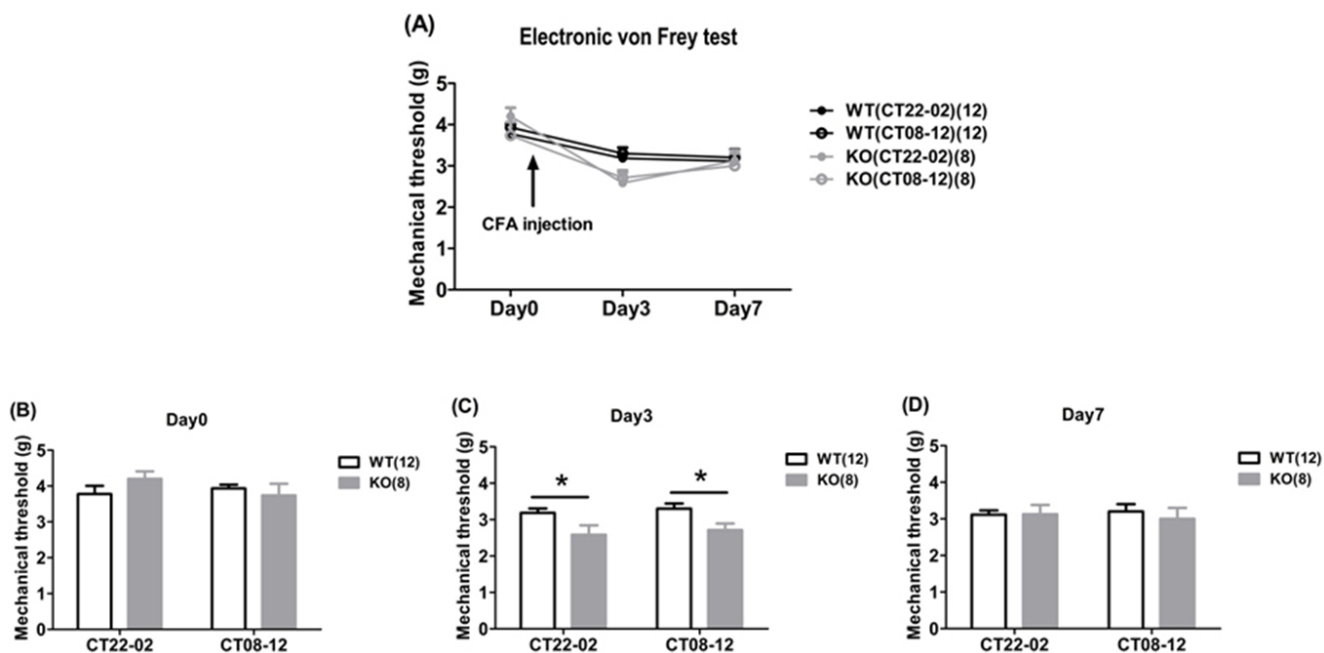 (A)
Electronic von Frey test
Mechanical threshold (g)
5
4
3
2
1
0
CFA injection
Day0 Day3 Day7
WT(CT22-02)(12)
WT(CT08-12)(12)
KO(CT22-02)(8)
KO(CT08-12)(8)
(B)
Day0
Mechanical threshold (g)
5
4
3
2
1
0
CT22-02 CT08-12
WT(12)
KO(8)
(C)
Day3
Mechanical threshold (g)
5
4
3
2
1
0
* *
CT22-02 CT08-12
WT(12)
KO(8)
(D)
Day7
Mechanical threshold (g)
5
4
3
2
1
0
CT22-02 CT08-12
WT(12)
KO(8)